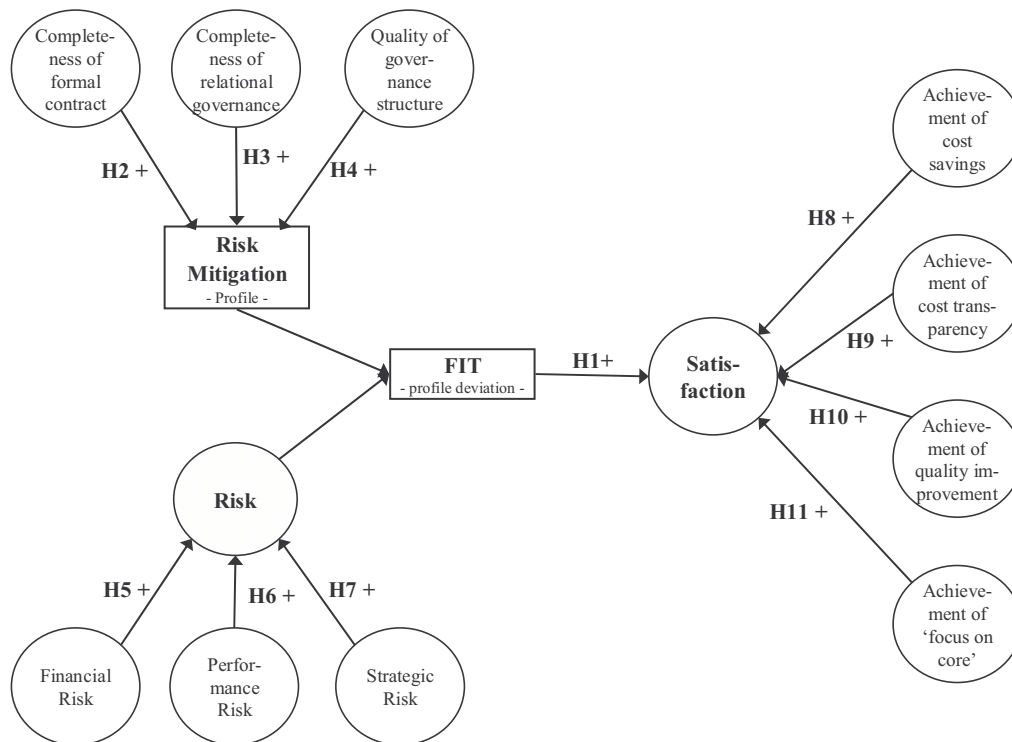 Complete-
ness of
formal
contract
Complete-
ness of
relational
governance
Quality of
gover-
nance
structure
H2 +
H3 +
H4 +
Risk
Mitigation
- Profile -
FIT
- profile deviation -
H1+
Satis-
faction
Achieve-
ment of
cost
savings
H8 +
Achieve-
ment of
cost trans-
parency
H9 +
Achieve-
ment of
quality im-
provement
H10 +
Achieve-
ment of
‘focus on
core’
H11 +
Risk
H5 +
H6 +
H7 +
Financial
Risk
Perfor-
mance
Risk
Strategic
Risk